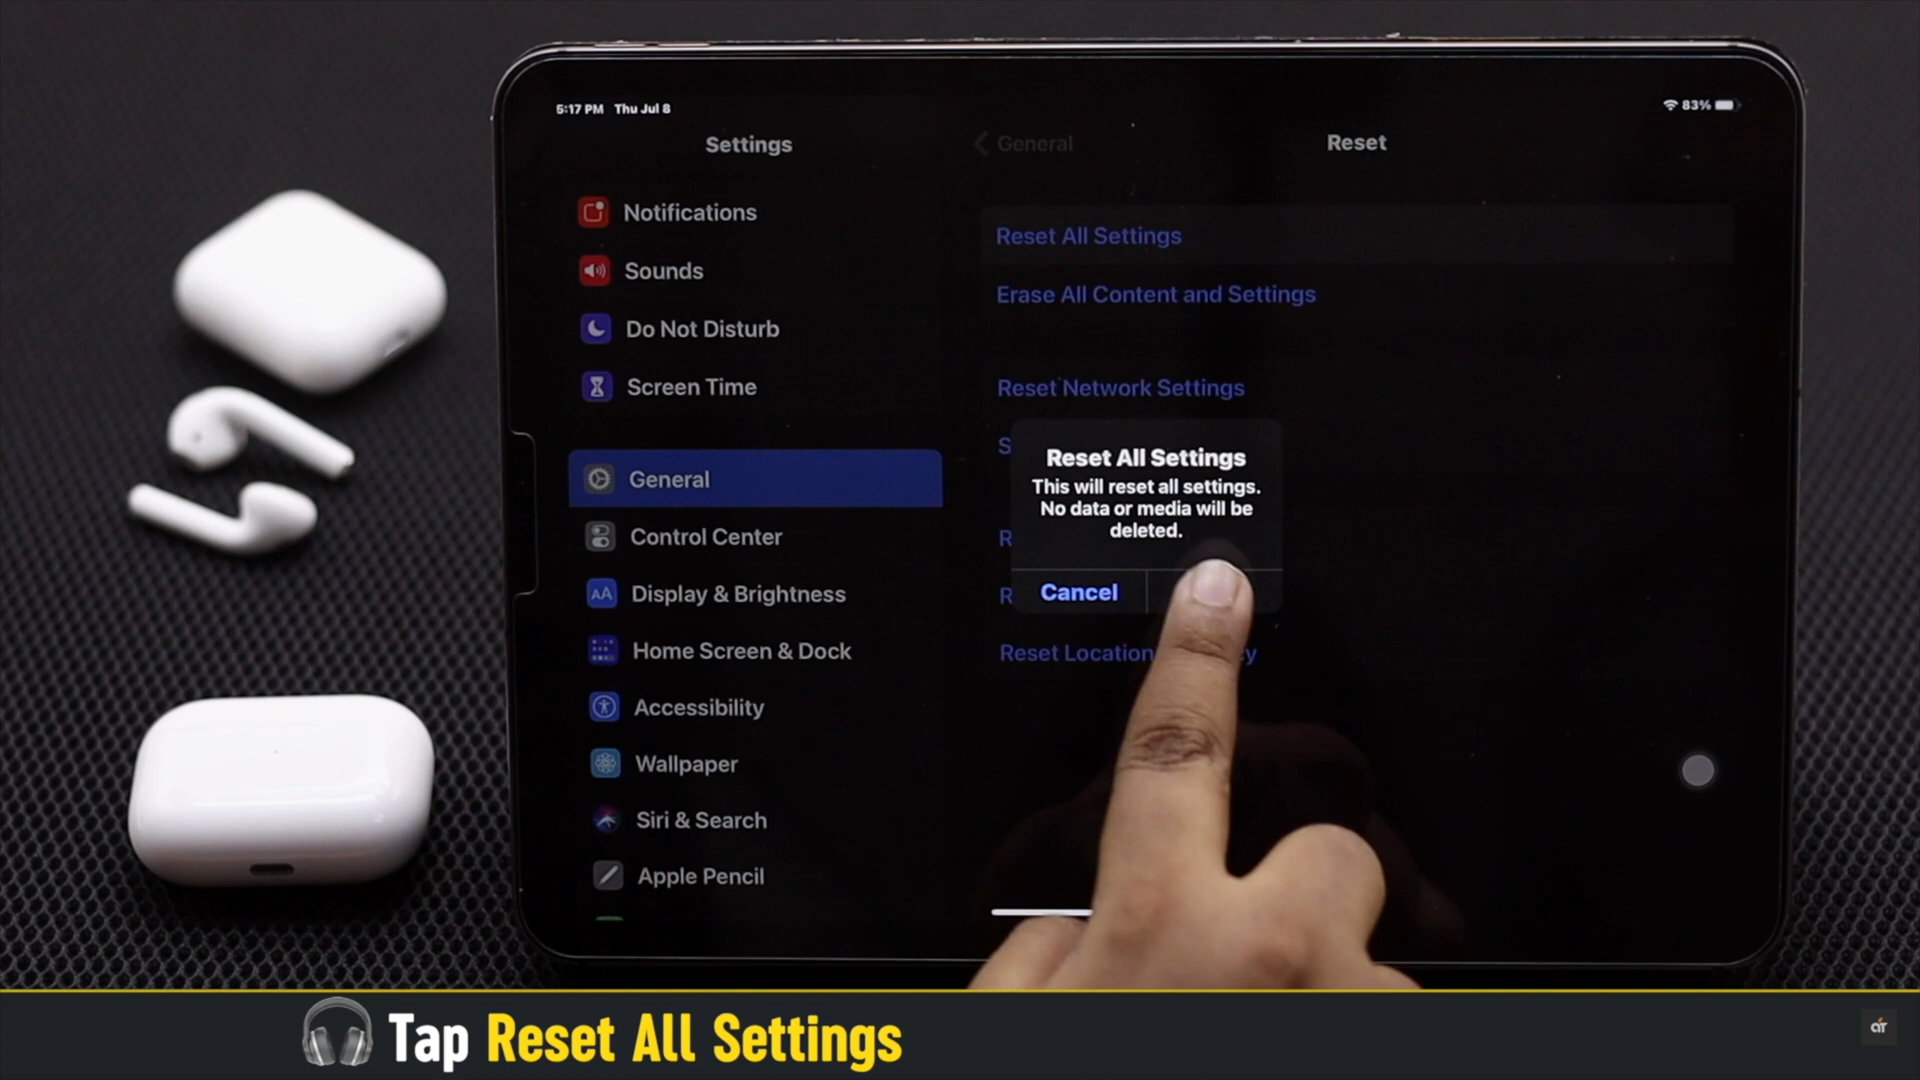 5:17 PM Thu Jul 8
83%
Settings
General
Reset
Notifications
Sounds
Do Not Disturb
Screen Time
General
Control Center
Display & Brightness
Home Screen & Dock
Accessibility
Wallpaper
Siri & Search
Apple Pencil
Reset All Settings
Erase All Content and Settings
Reset Network Settings
S
R
R
Reset Location y
Reset All Settings
This will reset all settings.
No data or media will be
deleted.
Cancel
Tap Reset All Settings
air